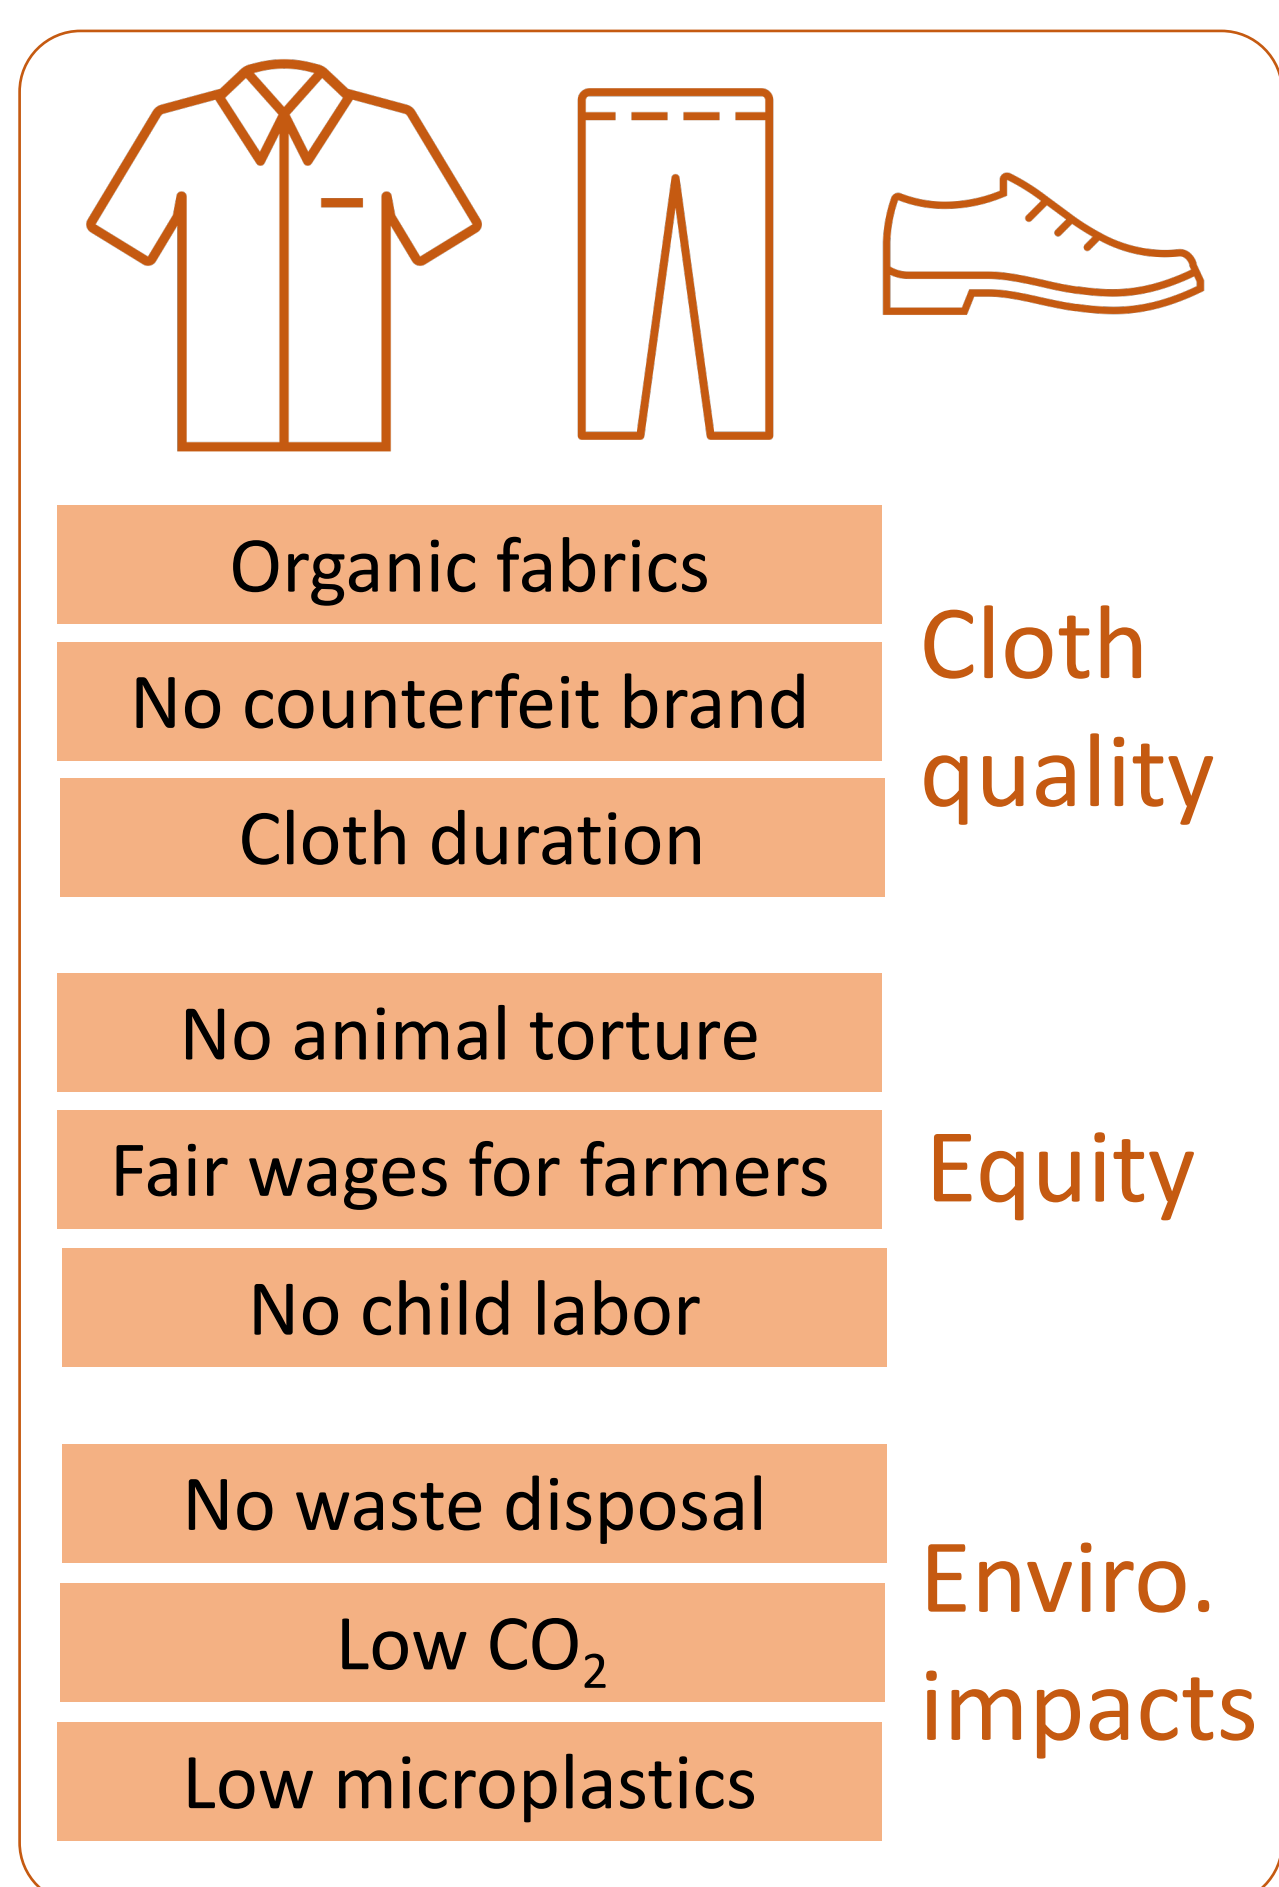 Organic fabrics
No counterfeit brand
Cloth duration
Cloth
quality
No animal torture
Fair wages for farmers
No child labor
Equity
No waste disposal
Low CO₂
Low microplastics
Enviro.
impacts